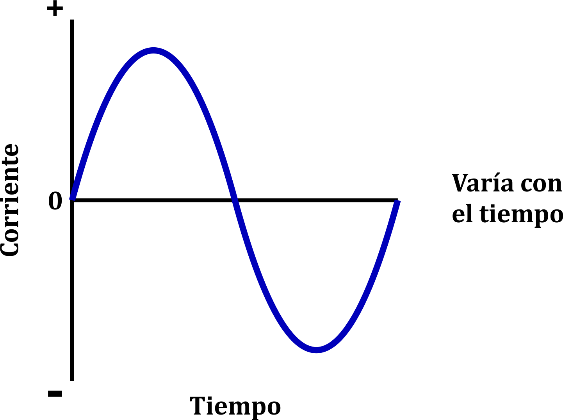 +
Corriente
0
Varía con
el tiempo
-
Tiempo